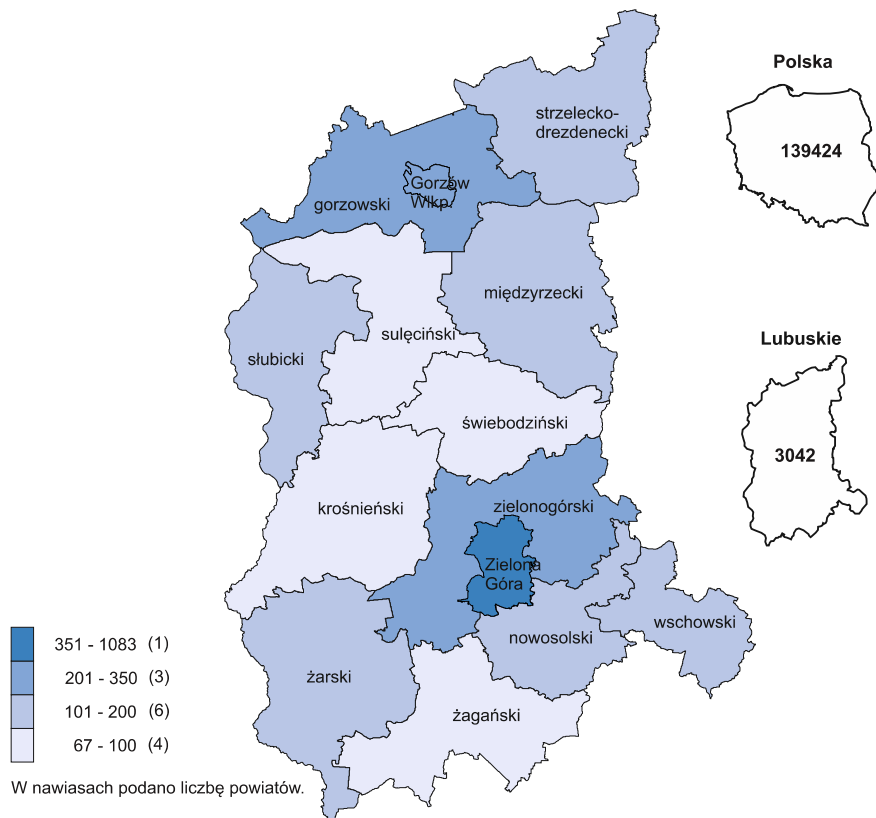 Polska
139424
strzelecko-
drezdenecki
Gorzów
Wlkp.
gorzowski
międzyrzecki
sulęciński
słubicki
Lubuskie
3042
świebodziński
krośnieński
zielonogórski
Zielona
Góra
wschowski
nowosolski
żarski
żagański
351 - 1083 (1)
201 - 350 (3)
101 - 200 (6)
67 - 100 (4)
W nawiasach podano liczbę powiatów.